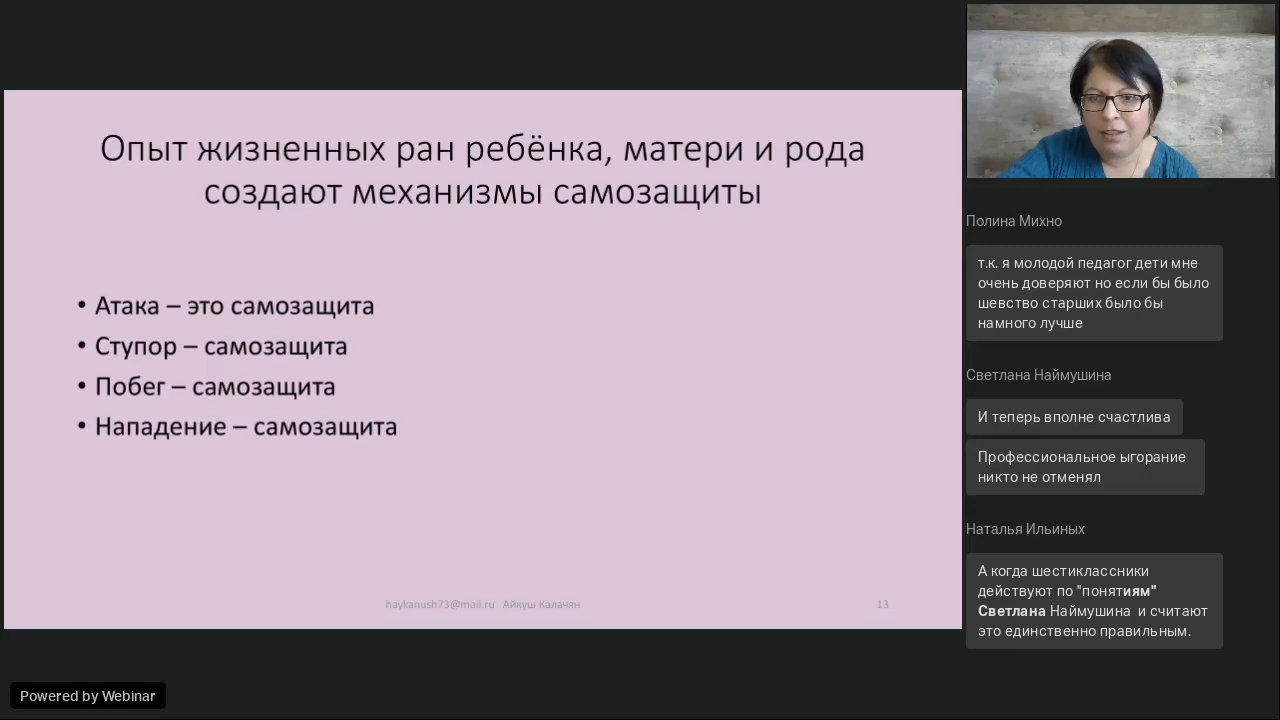 Опыт жизненных ран ребёнка, матери и рода
создают механизмы самозащиты
• Атака – это самозащита
• Ступор – самозащита
• Побег – самозащита
• Нападение – самозащита
haykanush73@mail.ru Айкуш Калачян
13
Полина Михно
т.к. я молодой педагог дети мне
очень доверяют но если бы было
шевство старших было бы
намного лучше
Светлана Наймушина
И теперь вполне счастлива
Профессиональное ыгорание
никто не отменял
Наталья Ильиных
А когда шестиклассники
действуют по "понятиям"
Светлана Наймушина и считают
это единственно правильным.
Powered by Webinar